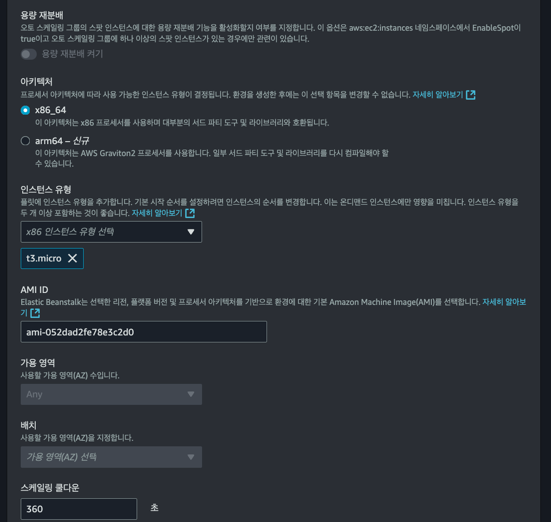 용량 재분배
오토 스케일링 그룹의 스팟 인스턴스에 대한 용량 재분배 기능을 활성화할지 여부를 지정합니다. 이 옵션은 aws:ec2:instances 네임스페이스에서 EnableSpot이
true이고 오토 스케일링 그룹에 하나 이상의 스팟 인스턴스가 있는 경우에만 관련이 있습니다.
용량 재분배 켜기
아키텍처
프로세서 아키텍처에 따라 사용 가능한 인스턴스 유형이 결정됩니다. 환경을 생성한 후에는 이 선택 항목을 변경할 수 없습니다. 자세히 알아보기
x86_64
이 아키텍처는 x86 프로세서를 사용하며 대부분의 서드 파티 도구 및 라이브러리와 호환됩니다.
arm64 – 신규
이 아키텍처는 AWS Graviton2 프로세서를 사용합니다. 일부 서드 파티 도구 및 라이브러리를 다시 컴파일해야 할
수 있습니다.
인스턴스 유형
플릿에 인스턴스 유형을 추가합니다. 기본 시작 순서를 설정하려면 인스턴스의 순서를 변경합니다. 이는 온디맨드 인스턴스에만 영향을 미칩니다. 인스턴스 유형을
두 개 이상 포함하는 것이 좋습니다. 자세히 알아보기
x86 인스턴스 유형 선택
t3.micro
AMI ID
Elastic Beanstalk는 선택한 리전, 플랫폼 버전 및 프로세서 아키텍처를 기반으로 환경에 대한 기본 Amazon Machine Image(AMI)를 선택합니다. 자세히 알아보
기
ami-052dad2fe78e3c2d0
가용 영역
사용할 가용 영역(AZ) 수입니다.
Any
배치
사용할 가용 영역(AZ)을 지정합니다.
가용 영역(AZ) 선택
스케일링 쿨다운
360 초